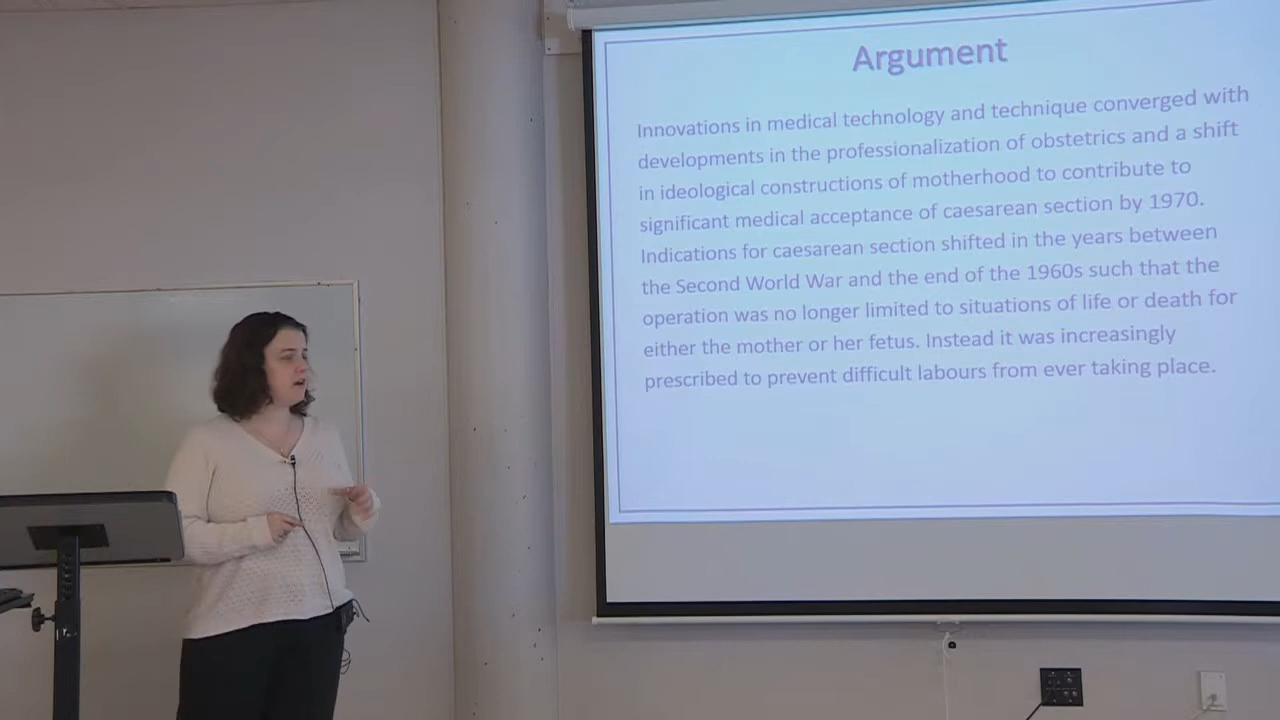 Argument
Innovations in medical technology and technique converged with
developments in the professionalization of obstetrics and a shift
in ideological constructions of motherhood to contribute to
significant medical acceptance of caesarean section by 1970.
Indications for caesarean section shifted in the years between
the Second World War and the end of the 1960s such that the
operation was no longer limited to situations of life or death for
either the mother or her fetus. Instead it was increasingly
prescribed to prevent difficult labours from ever taking place.